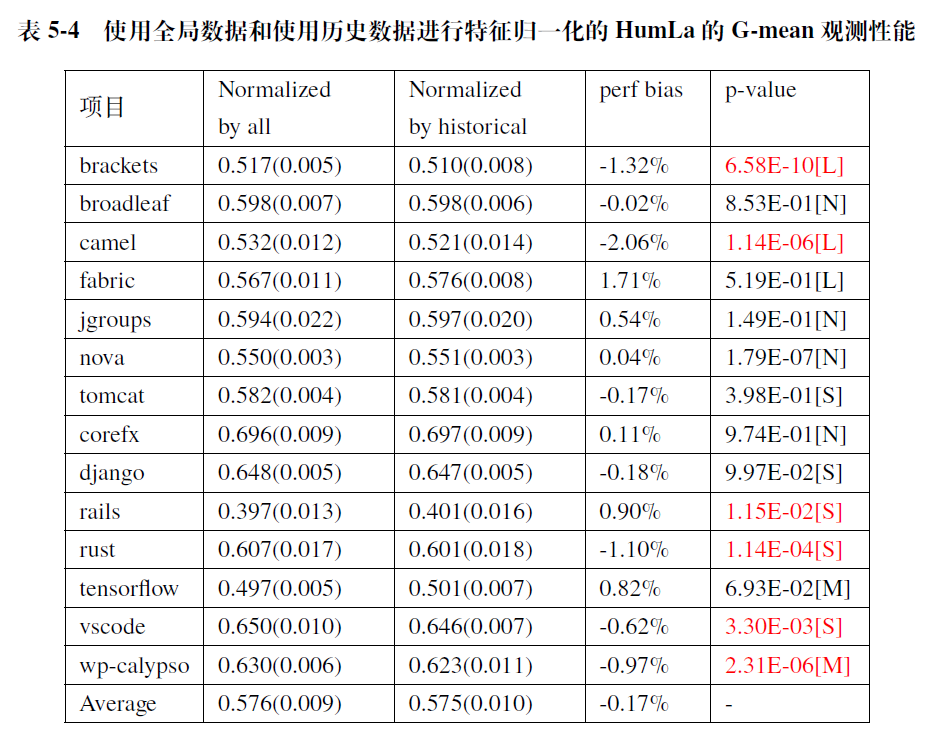 表 5-4 使用全局数据和使用历史数据进行特征归一化的 HumLa 的 G-mean 观测性能
项目 Normalized by all Normalized by historical perf bias p-value
brackets 0.517(0.005) 0.510(0.008) -1.32% 6.58E-10[L]
broadleaf 0.598(0.007) 0.598(0.006) -0.02% 8.53E-01[N]
camel 0.532(0.012) 0.521(0.014) -2.06% 1.14E-06[L]
fabric 0.567(0.011) 0.576(0.008) 1.71% 5.19E-01[L]
jgroups 0.594(0.022) 0.597(0.020) 0.54% 1.49E-01[N]
nova 0.550(0.003) 0.551(0.003) 0.04% 1.79E-07[N]
tomcat 0.582(0.004) 0.581(0.004) -0.17% 3.98E-01[S]
corefx 0.696(0.009) 0.697(0.009) 0.11% 9.74E-01[N]
django 0.648(0.005) 0.647(0.005) -0.18% 9.97E-02[S]
rails 0.397(0.013) 0.401(0.016) 0.90% 1.15E-02[S]
rust 0.607(0.017) 0.601(0.018) -1.10% 1.14E-04[S]
tensorflow 0.497(0.005) 0.501(0.007) 0.82% 6.93E-02[M]
vscode 0.650(0.010) 0.646(0.007) -0.62% 3.30E-03[S]
wp-calypso 0.630(0.006) 0.623(0.011) -0.97% 2.31E-06[M]
Average 0.576(0.009) 0.575(0.010) -0.17% -